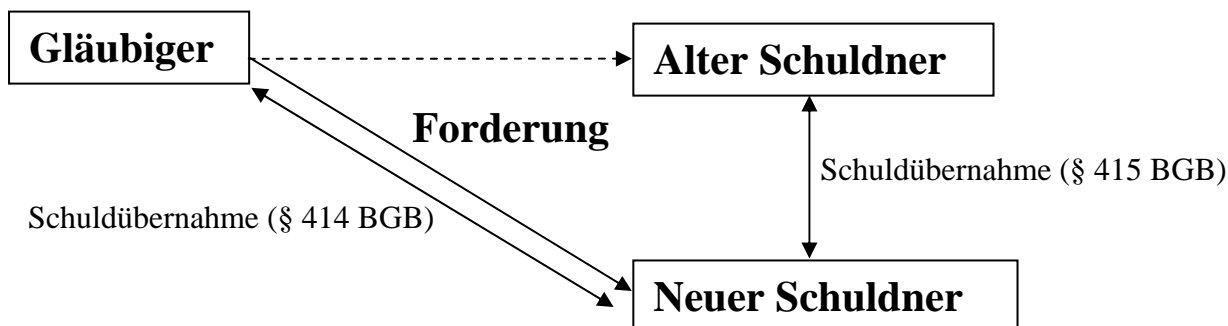 Gläubiger
Alter Schuldner
Forderung
Schuldübernahme (§ 415 BGB)
Schuldübernahme (§ 414 BGB)
Neuer Schuldner